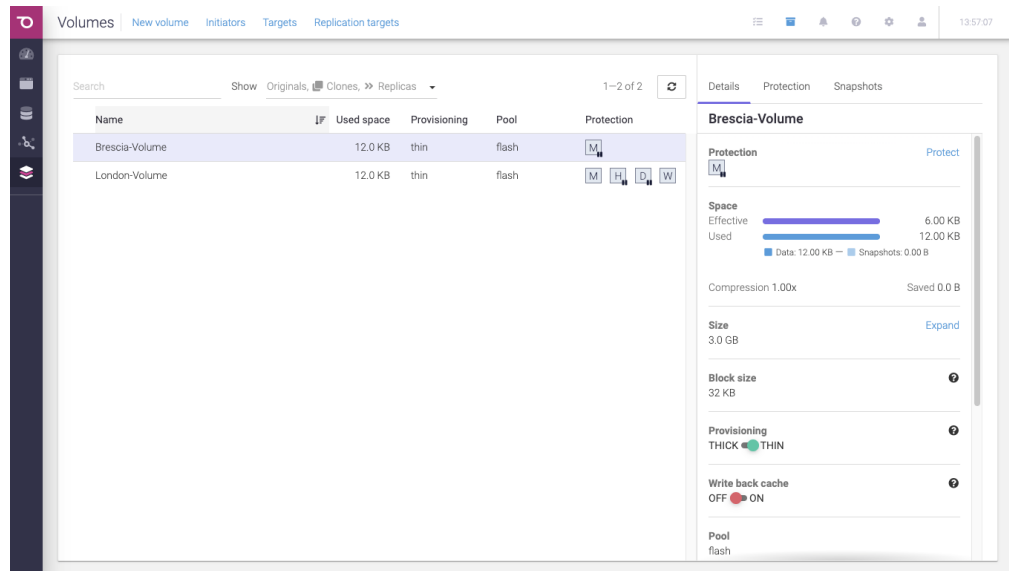 Volumes New volume Initiators Targets Replication targets 13:57:07
Search Show Originals, Clones, Replicas 1–2 of 2
Name Used space Provisioning Pool Protection
Brescia-Volume 12.0 KB thin flash M
London-Volume 12.0 KB thin flash M H D W
Details Protection Snapshots
Brescia-Volume
Protection Protect
M
Space
Effective 6.00 KB
Used 12.00 KB
Data: 12.00 KB — Snapshots: 0.00 B
Compression 1.00x Saved 0.0 B
Size Expand
3.0 GB
Block size
32 KB
Provisioning
THICK THIN
Write back cache
OFF ON
Pool
flash